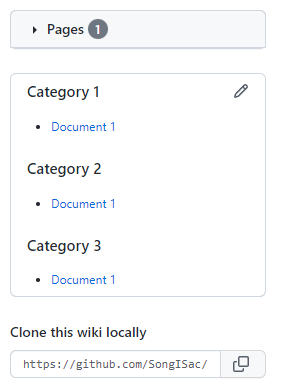 Pages 1
Category 1
Document 1
Category 2
Document 1
Category 3
Document 1
Clone this wiki locally
https://github.com/SongISac/